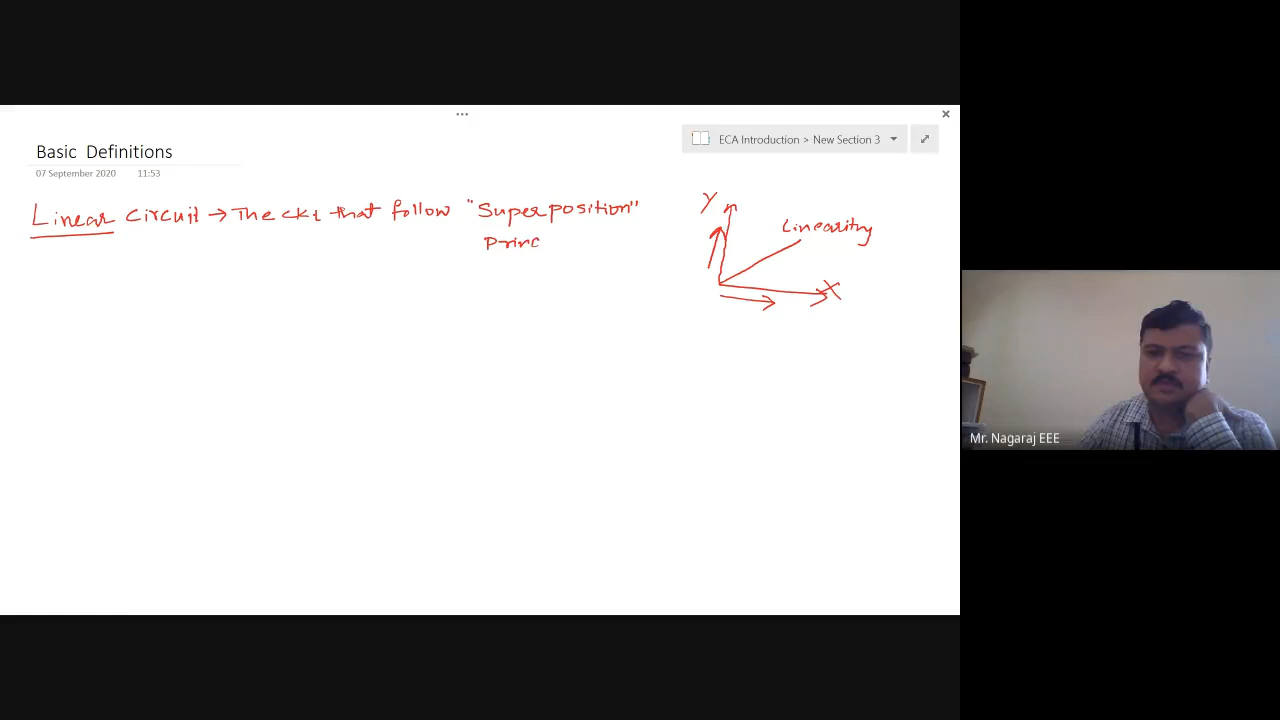 Basic Definitions
07 September 2020 11:53
ECA Introduction > New Section 3
Linear circuit → The ckt that follow "Superposition"
princ
Y
Linearity
X
Mr. Nagaraj EEE